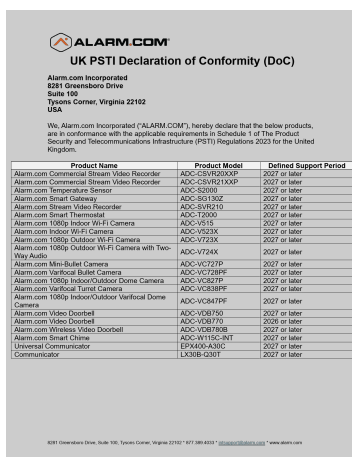 ALARM.COM®
UK PSTI Declaration of Conformity (DoC)
Alarm.com Incorporated
8281 Greensboro Drive
Suite 100
Tysons Corner, Virginia 22102
USA
We, Alarm.com Incorporated ("ALARM.COM"), hereby declare that the below products,
are in conformance with the applicable requirements in Schedule 1 of The Product
Security and Telecommunications Infrastructure (PSTI) Regulations 2023 for the United
Kingdom.
Product Name Product Model Defined Support Period
Alarm.com Commercial Stream Video Recorder ADC-CSVR20XXP 2027 or later
Alarm.com Commercial Stream Video Recorder ADC-CSVR21XXP 2027 or later
Alarm.com Temperature Sensor ADC-S2000 2027 or later
Alarm.com Smart Gateway ADC-SG130Z 2027 or later
Alarm.com Stream Video Recorder ADC-SVR210 2027 or later
Alarm.com Smart Thermostat ADC-T2000 2027 or later
Alarm.com 1080p Indoor Wi-Fi Camera ADC-V515 2027 or later
Alarm.com Indoor Wi-Fi Camera ADC-V523X 2027 or later
Alarm.com 1080p Outdoor Wi-Fi Camera ADC-V723X 2027 or later
Alarm.com 1080p Outdoor Wi-Fi Camera with Two-
Way Audio ADC-V724X 2027 or later
Alarm.com Mini-Bullet Camera ADC-VC727P 2027 or later
Alarm.com Varifocal Bullet Camera ADC-VC728PF 2027 or later
Alarm.com 1080p Indoor/Outdoor Dome Camera ADC-VC827P 2027 or later
Alarm.com Varifocal Turret Camera ADC-VC838PF 2027 or later
Alarm.com 1080p Indoor/Outdoor Varifocal Dome
Camera ADC-VC847PF 2027 or later
Alarm.com Video Doorbell ADC-VDB750 2027 or later
Alarm.com Video Doorbell ADC-VDB770 2026 or later
Alarm.com Wireless Video Doorbell ADC-VDB780B 2027 or later
Alarm.com Smart Chime ADC-W115C-INT 2027 or later
Universal Communicator EPX400-A30C 2027 or later
Communicator LX30B-Q30T 2027 or later
8281 Greensboro Drive, Suite 100, Tysons Corner, Virginia 22102 * 877.389.4033 * @alarm.com * www.alarm.com